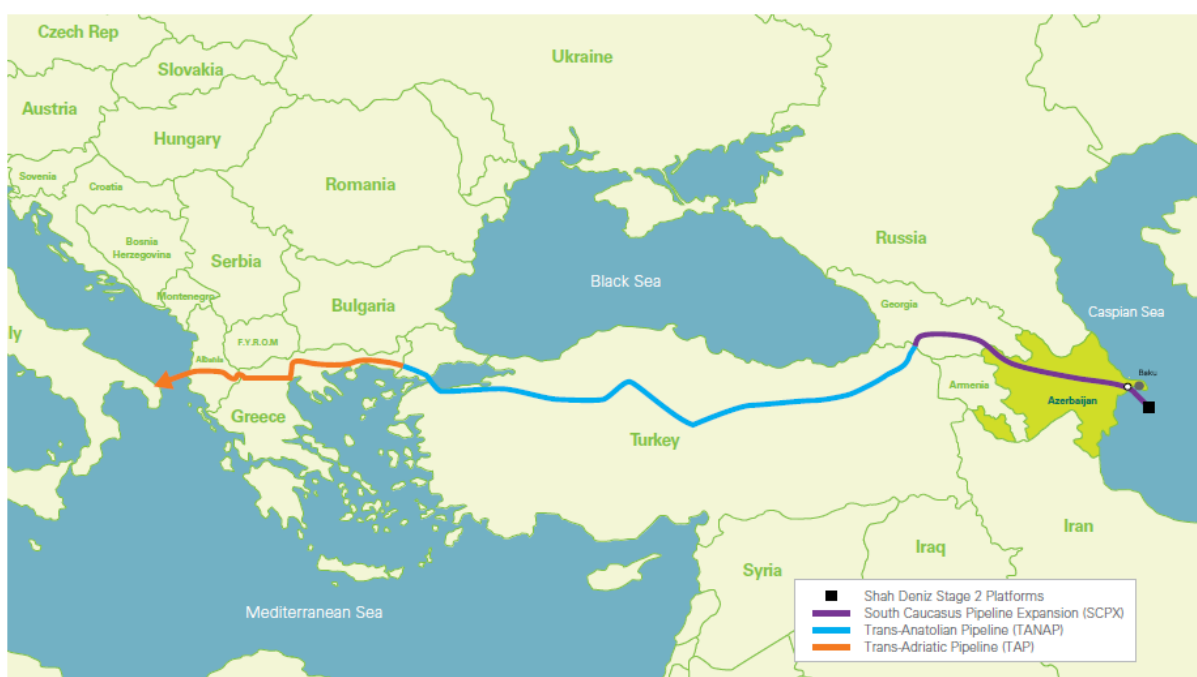 Czech Rep
Slovakia
Ukraine
Austria
Hungary
Sovenia
Croatia
Romania
Bosnia
Herzegovina
Serbia
Russia
Montenegro
Bulgaria
Black Sea
Georgia
Caspian Sea
ly
F.Y.R.O.M
Albania
Armenia
Baku
Azerbaijan
Greece
Turkey
Iran
Iraq
Syria
Mediterranean Sea
Shah Deniz Stage 2 Platforms
South Caucasus Pipeline Expansion (SCPX)
Trans-Anatolian Pipeline (TANAP)
Trans-Adriatic Pipeline (TAP)